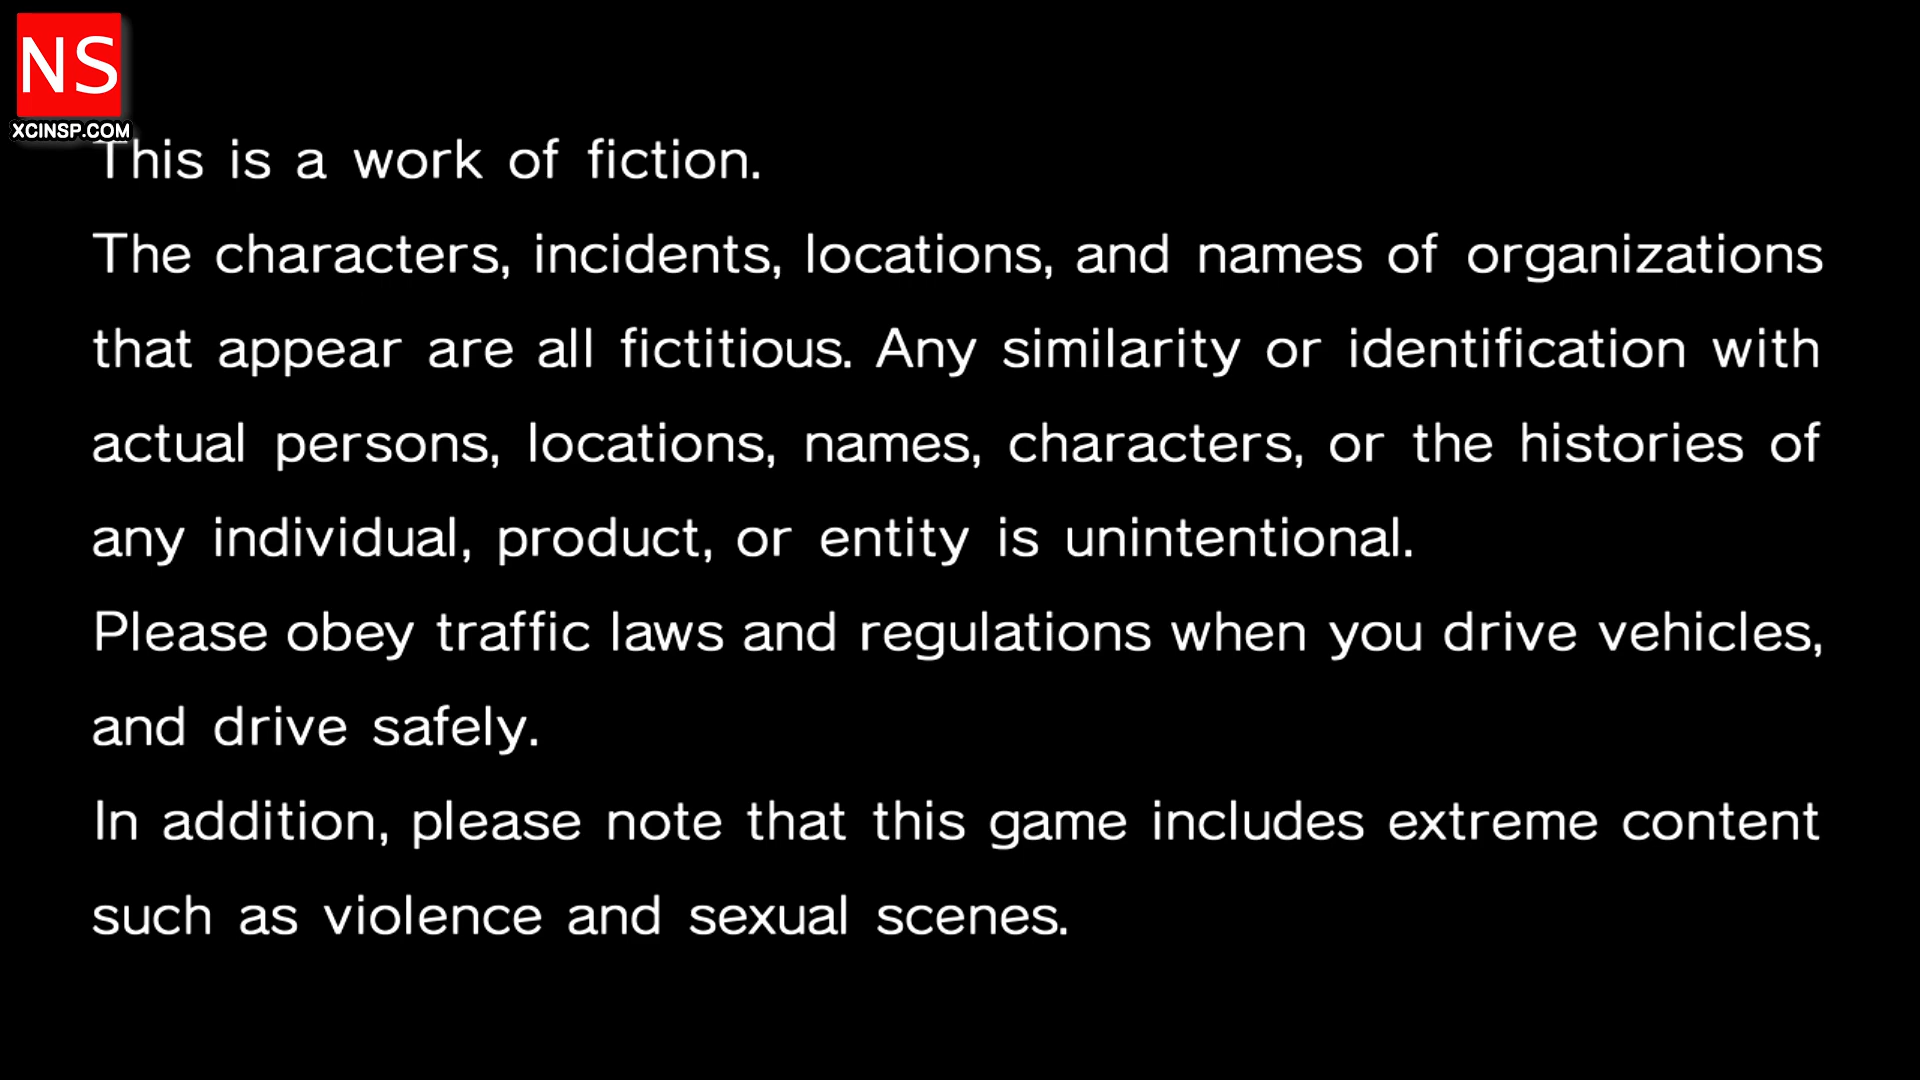 NS
XCINSP.COM
This is a work of fiction.
The characters, incidents, locations, and names of organizations
that appear are all fictitious. Any similarity or identification with
actual persons, locations, names, characters, or the histories of
any individual, product, or entity is unintentional.
Please obey traffic laws and regulations when you drive vehicles,
and drive safely.
In addition, please note that this game includes extreme content
such as violence and sexual scenes.